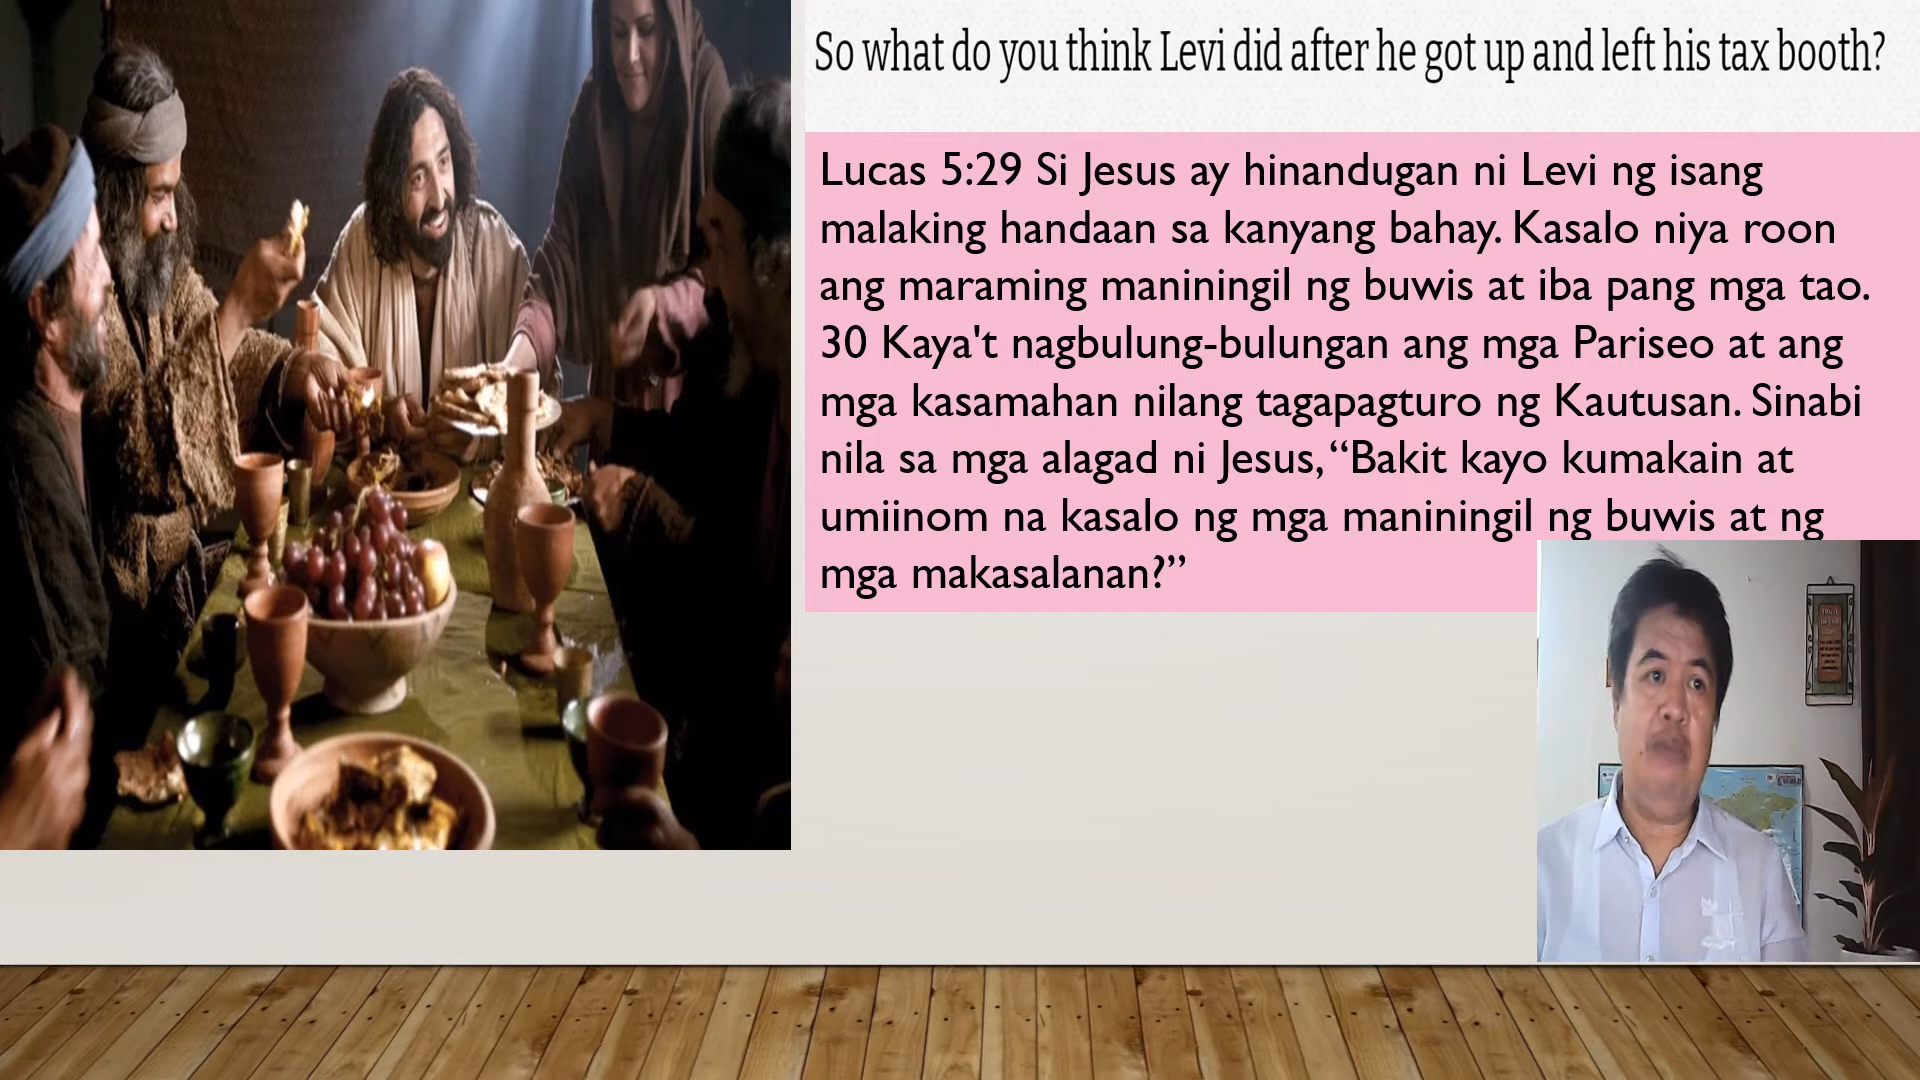 So what do you think Levi did after he got up and left his tax booth?
Lucas 5:29 Si Jesus ay hinandugan ni Levi ng isang
malaking handaan sa kanyang bahay. Kasalo niya roon
ang maraming maniningil ng buwis at iba pang mga tao.
30 Kaya't nagbulung-bulungan ang mga Pariseo at ang
mga kasamahan nilang tagapagturo ng Kautusan. Sinabi
nila sa mga alagad ni Jesus, “Bakit kayo kumakain at
umiinom na kasalo ng mga maniningil ng buwis at ng
mga makasalanan?”